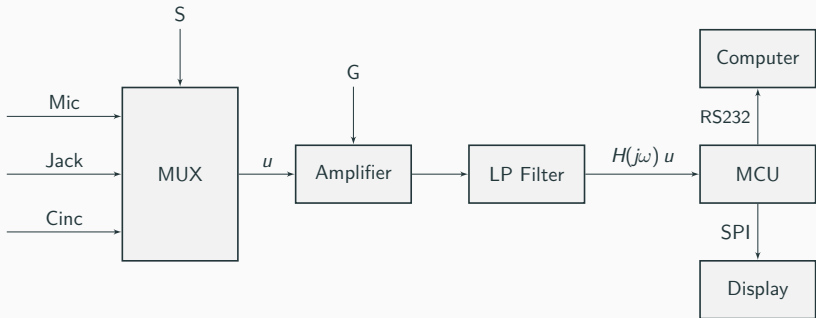 S
Computer
Mic
G
RS232
Jack
MUX
u
Amplifier
LP Filter
H(jω) u
MCU
Cinc
SPI
Display